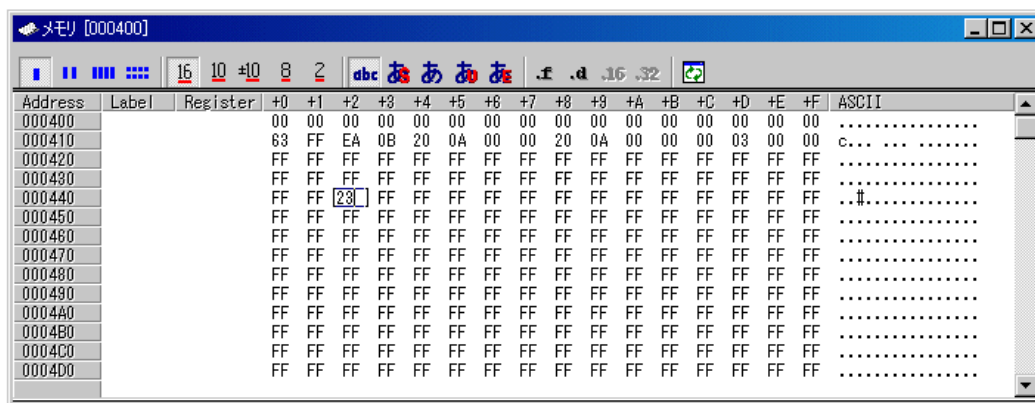 メモリ [000400]
16 10 ±10 8 2 abc あS あ あU あE .f .d .16 .32
Address Label Register +0 +1 +2 +3 +4 +5 +6 +7 +8 +9 +A +B +C +D +E +F ASCII
000400 00 00 00 00 00 00 00 00 00 00 00 00 00 00 00 00 ................
000410 63 FF EA 0B 20 0A 00 00 20 0A 00 00 00 03 00 00 c... ... .......
000420 FF FF FF FF FF FF FF FF FF FF FF FF FF FF FF FF ................
000430 FF FF FF FF FF FF FF FF FF FF FF FF FF FF FF FF ................
000440 FF FF 23 FF FF FF FF FF FF FF FF FF FF FF FF FF ..#.............
000450 FF FF FF FF FF FF FF FF FF FF FF FF FF FF FF FF ................
000460 FF FF FF FF FF FF FF FF FF FF FF FF FF FF FF FF ................
000470 FF FF FF FF FF FF FF FF FF FF FF FF FF FF FF FF ................
000480 FF FF FF FF FF FF FF FF FF FF FF FF FF FF FF FF ................
000490 FF FF FF FF FF FF FF FF FF FF FF FF FF FF FF FF ................
0004A0 FF FF FF FF FF FF FF FF FF FF FF FF FF FF FF FF ................
0004B0 FF FF FF FF FF FF FF FF FF FF FF FF FF FF FF FF ................
0004C0 FF FF FF FF FF FF FF FF FF FF FF FF FF FF FF FF ................
0004D0 FF FF FF FF FF FF FF FF FF FF FF FF FF FF FF FF ................